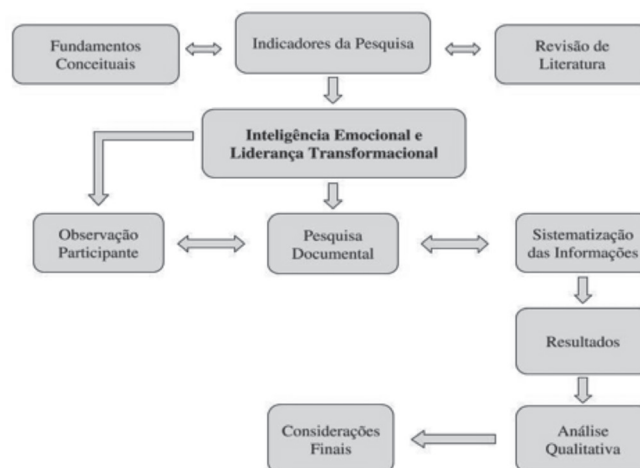 Fundamentos
Conceituais
Indicadores da Pesquisa
Revisão de
Literatura
Inteligência Emocional e
Liderança Transformacional
Observação
Participante
Pesquisa
Documental
Sistematização
das Informações
Resultados
Considerações
Finais
Análise
Qualitativa